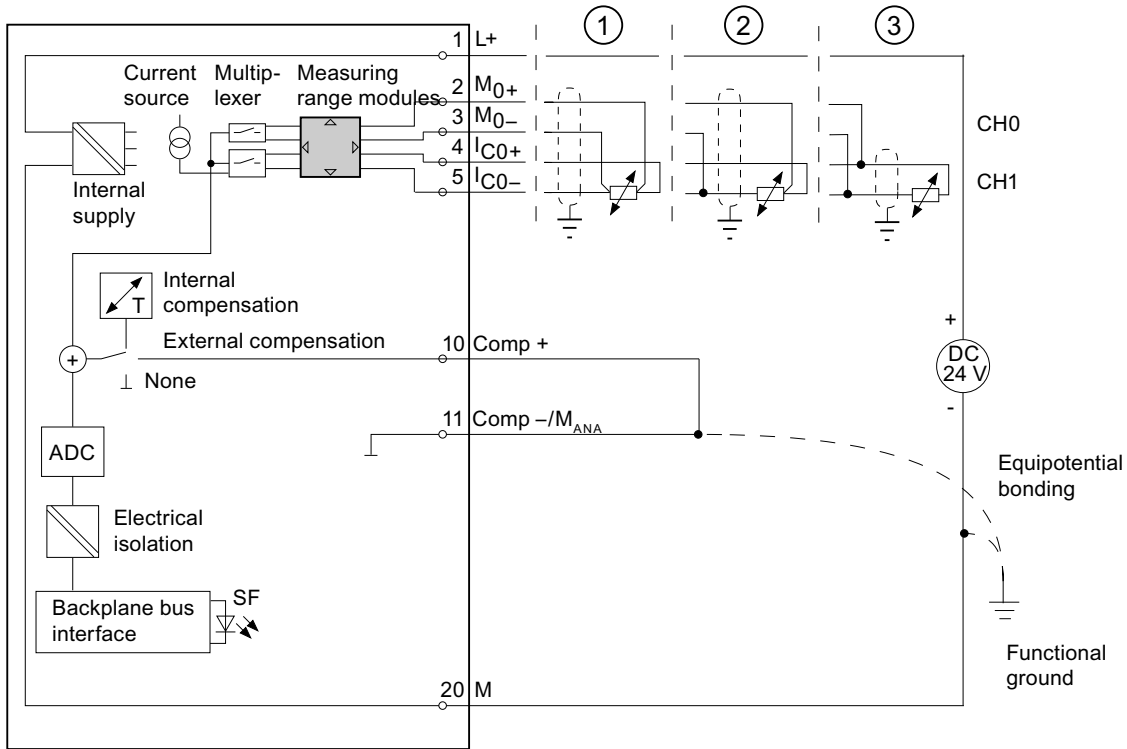 1 L+
① ② ③
Current source
Multip-lexer
Measuring range modules
2 M0+
3 M0–
4 IC0+
5 IC0–
CH0
CH1
Internal supply
Internal compensation
T
External compensation
10 Comp +
+
None
+
DC
24 V
-
11 Comp –/MANA
ADC
Equipotential bonding
Electrical isolation
SF
Backplane bus interface
Functional ground
20 M